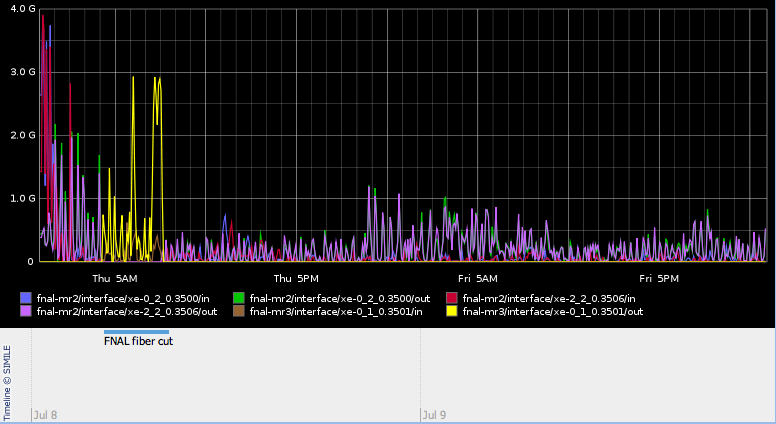 4.0 G
3.0 G
2.0 G
1.0 G
0
Thu 5AM Thu 5PM Fri 5AM Fri 5PM
fnal-mr2/interface/xe-0_2_0.3500/in fnal-mr2/interface/xe-0_2_0.3500/out fnal-mr2/interface/xe-2_2_0.3506/in
fnal-mr2/interface/xe-2_2_0.3506/out fnal-mr3/interface/xe-0_1_0.3501/in fnal-mr3/interface/xe-0_1_0.3501/out
FNAL fiber cut
Timeline © SIMILE
Jul 8 Jul 9